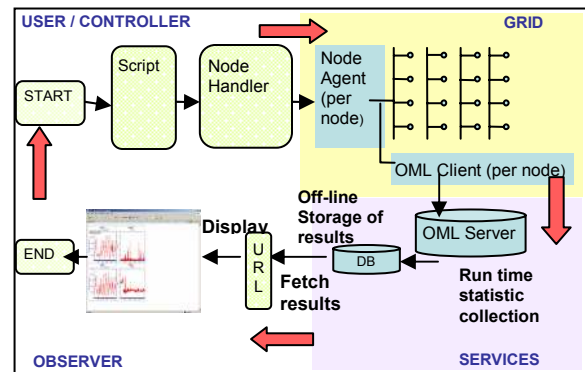 USER / CONTROLLER
GRID
START
Script
Node
Handler
Node
Agent
(per
node)
OML Client (per node)
OML Server
DB
Run time
statistic
collection
Off-line
Storage of
results
Fetch
results
U
R
L
Display
END
OBSERVER
SERVICES